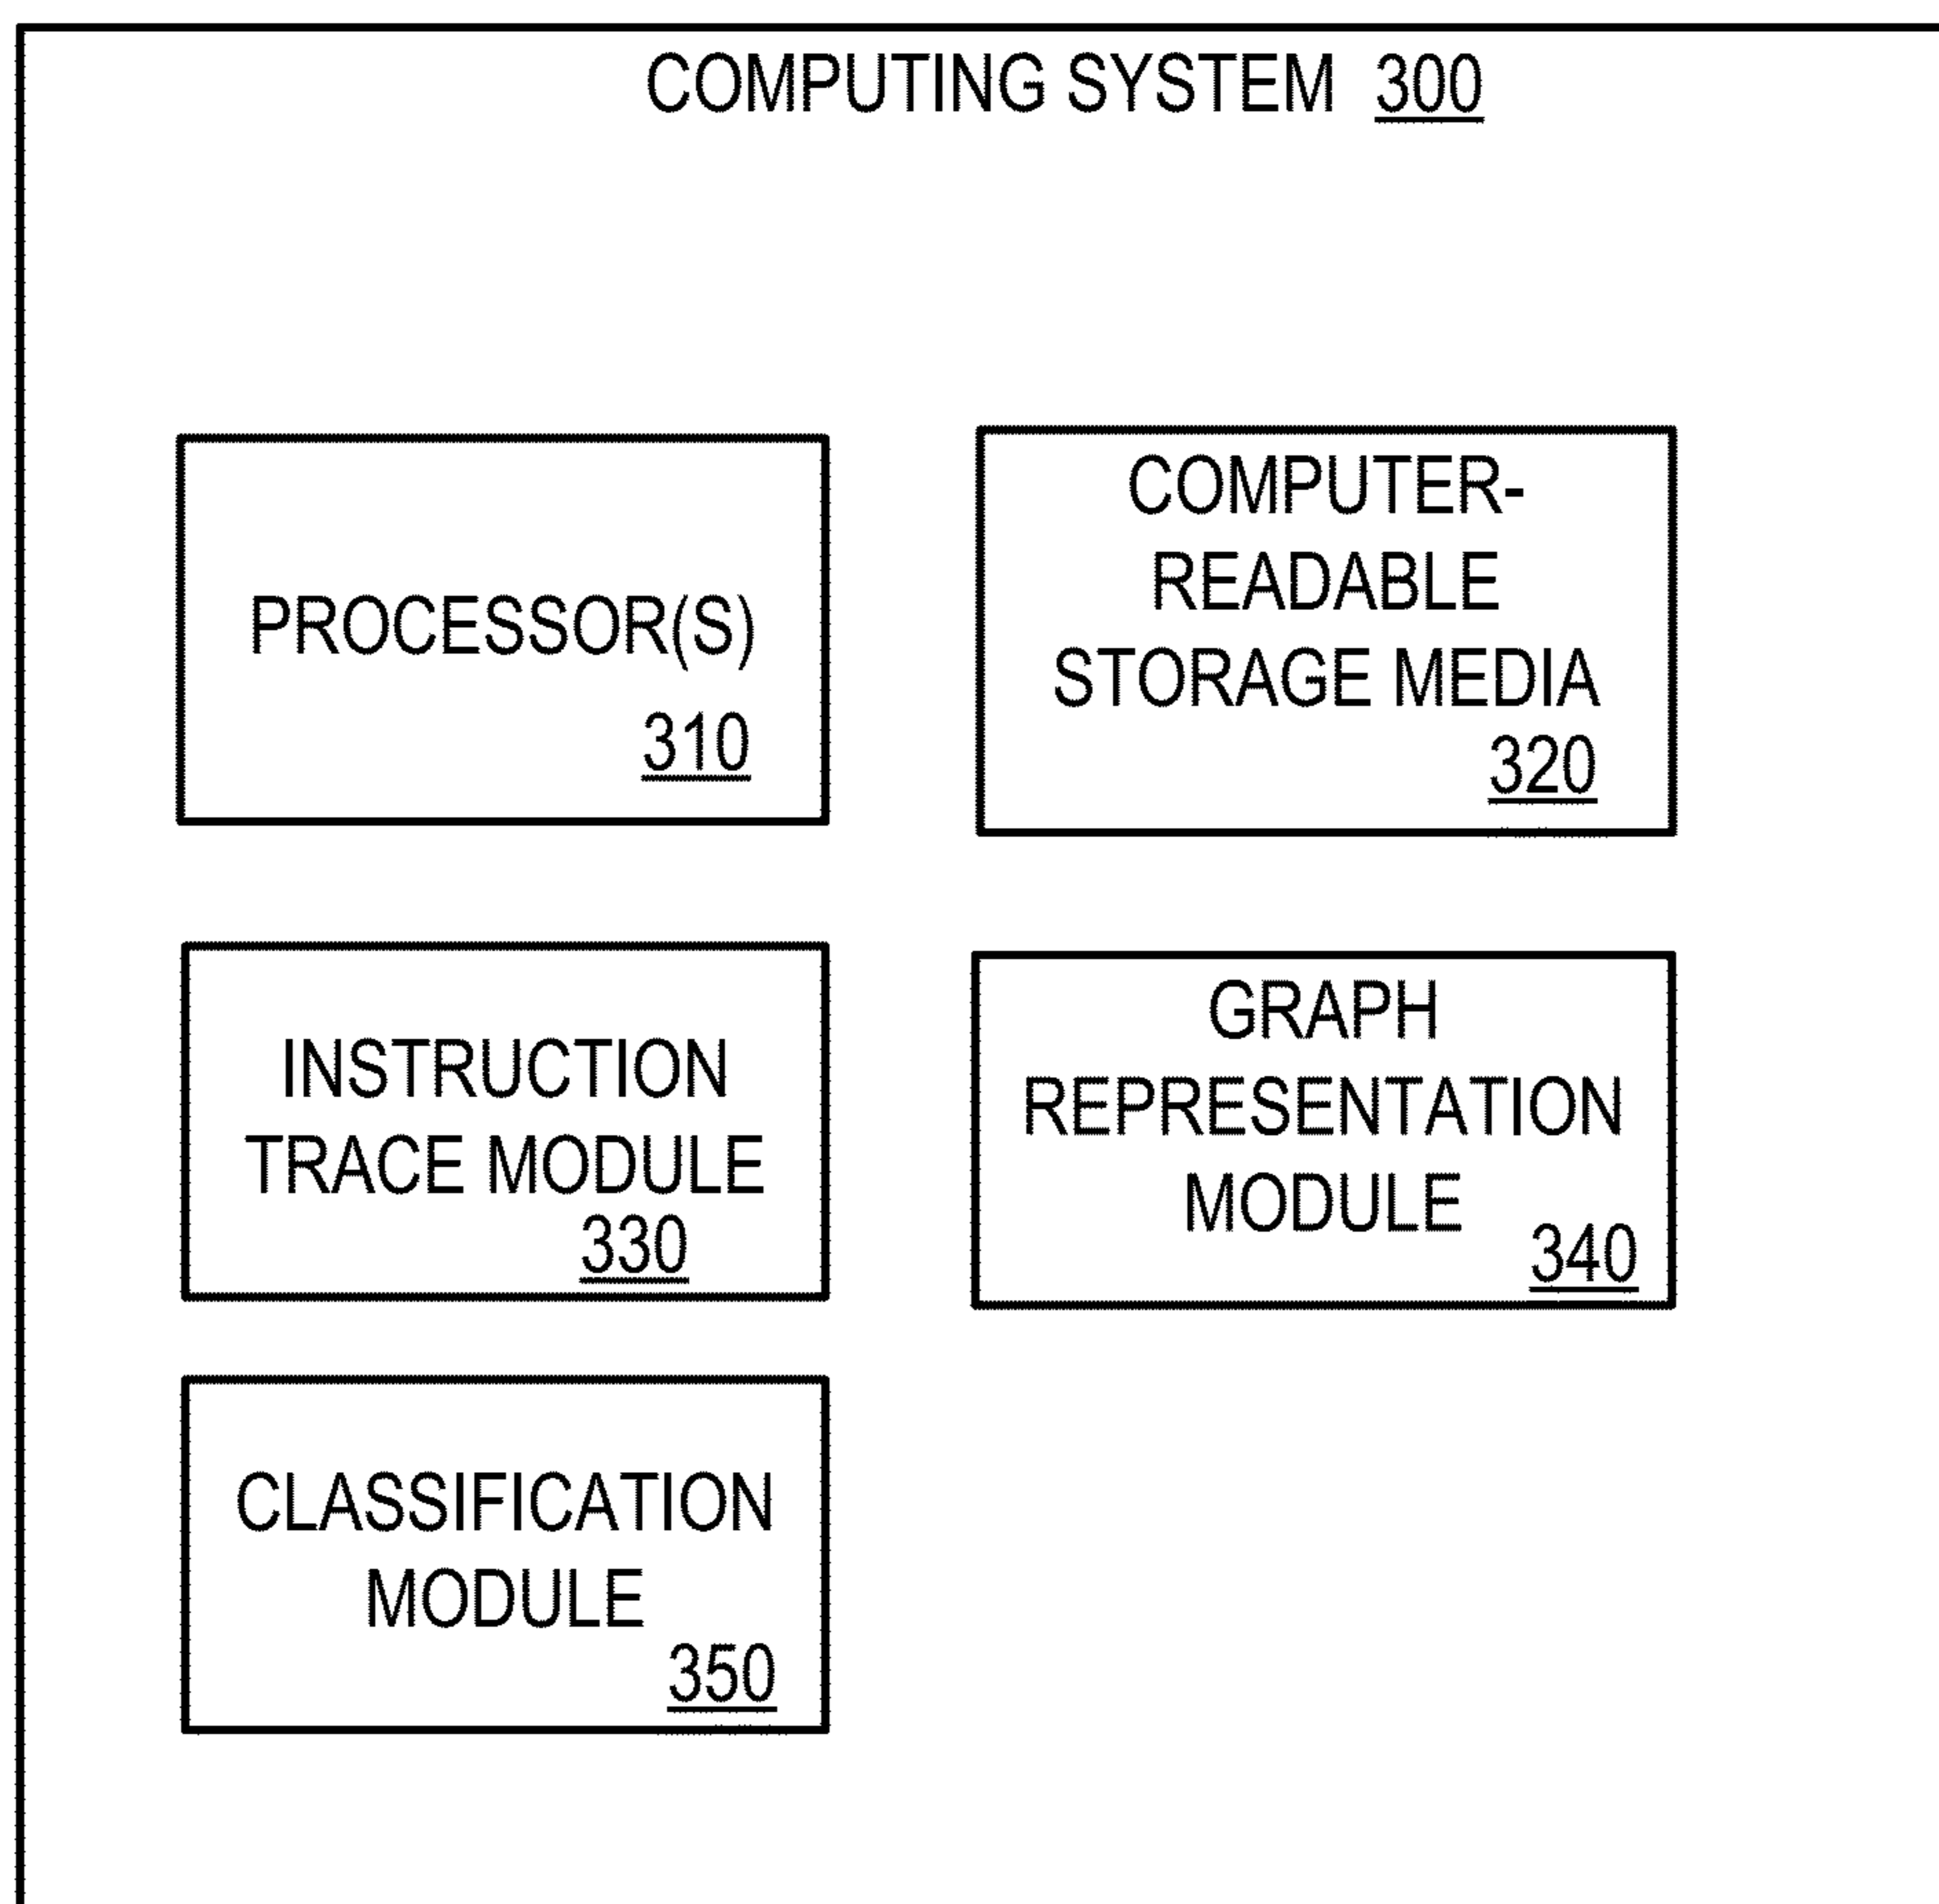 COMPUTING SYSTEM 300
PROCESSOR(S)
310
COMPUTER-
READABLE
STORAGE MEDIA
320
INSTRUCTION
TRACE MODULE
330
GRAPH
REPRESENTATION
MODULE
340
CLASSIFICATION
MODULE
350